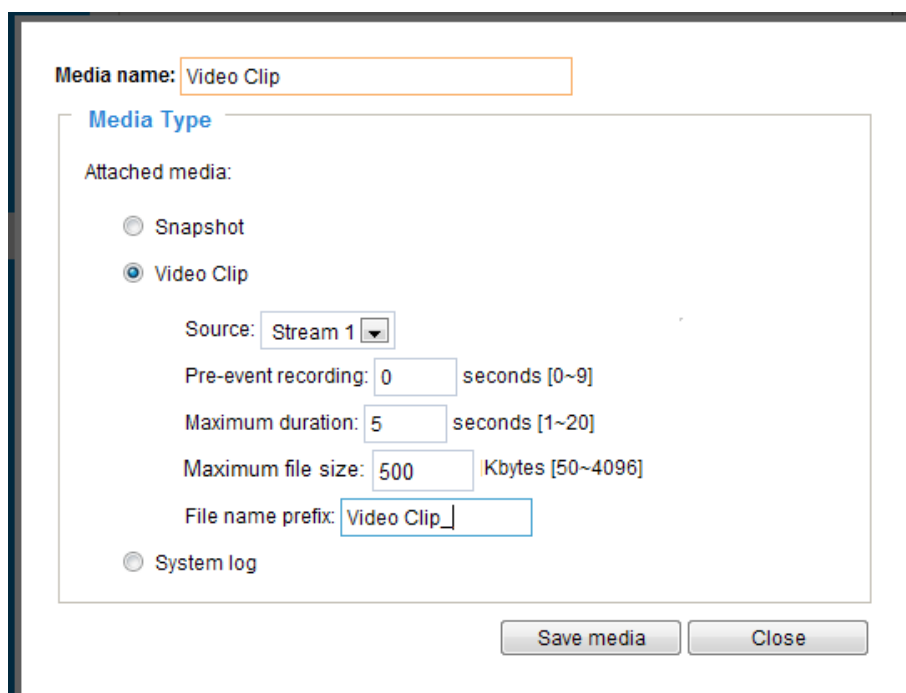 Media name: Video Clip
Media Type
Attached media:
Snapshot
Video Clip
Source: Stream 1
Pre-event recording: 0 seconds [0~9]
Maximum duration: 5 seconds [1~20]
Maximum file size: 500 Kbytes [50~4096]
File name prefix: Video Clip_
System log
Save media Close